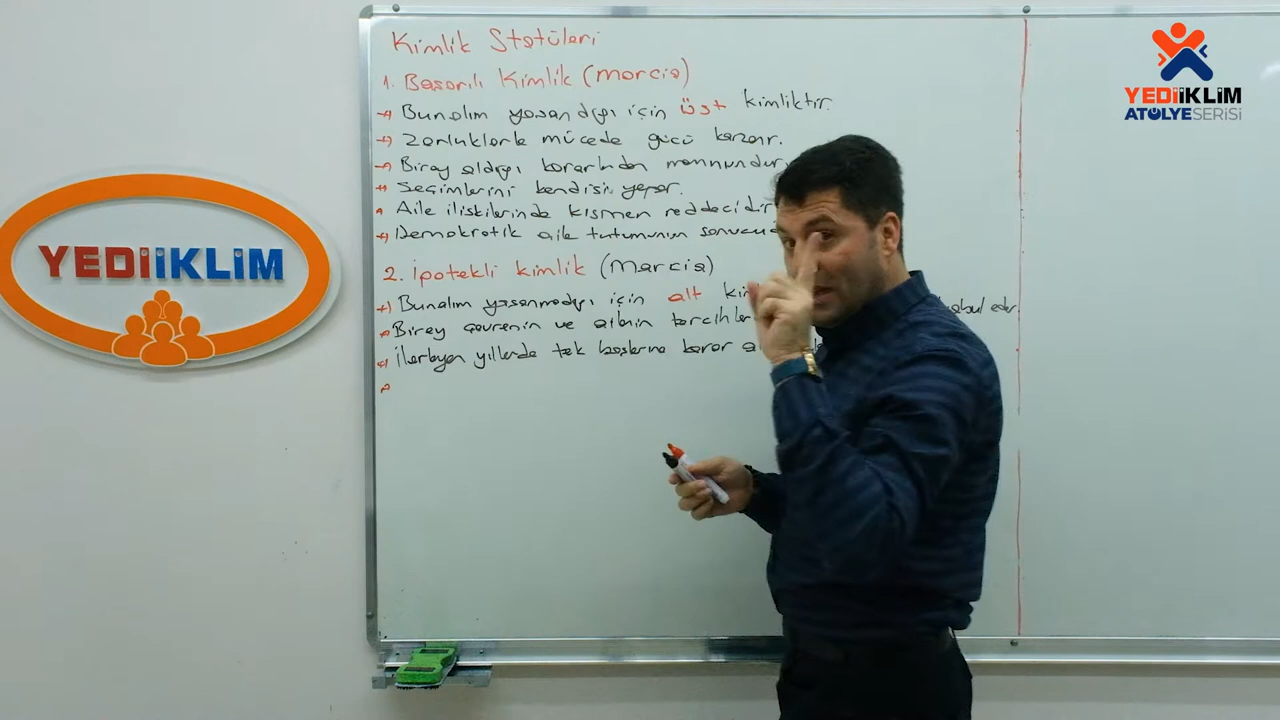 Kimlik Statüleri
1. Başarılı Kimlik (Marcia)
Bunalım yaşandığı için üst kimliktir.
Zorluklarla mücade gücü kazanır.
Birey aldığı kararlardan memnundur
Seçimlerini kendisi yapar.
Aile ilişkilerinde kısmen reddecidir
Demokratik aile tutumunun sonucu
2. İpotekli kimlik (Marcia)
Bunalım yaşanmadığı için alt
Birey çevrenin ve ailenin kabul eder
İlerleyen yıllarda tek başlarına karar
YEDİİKLİM
YEDİİKLİM
ATÖLYE SERİSİ